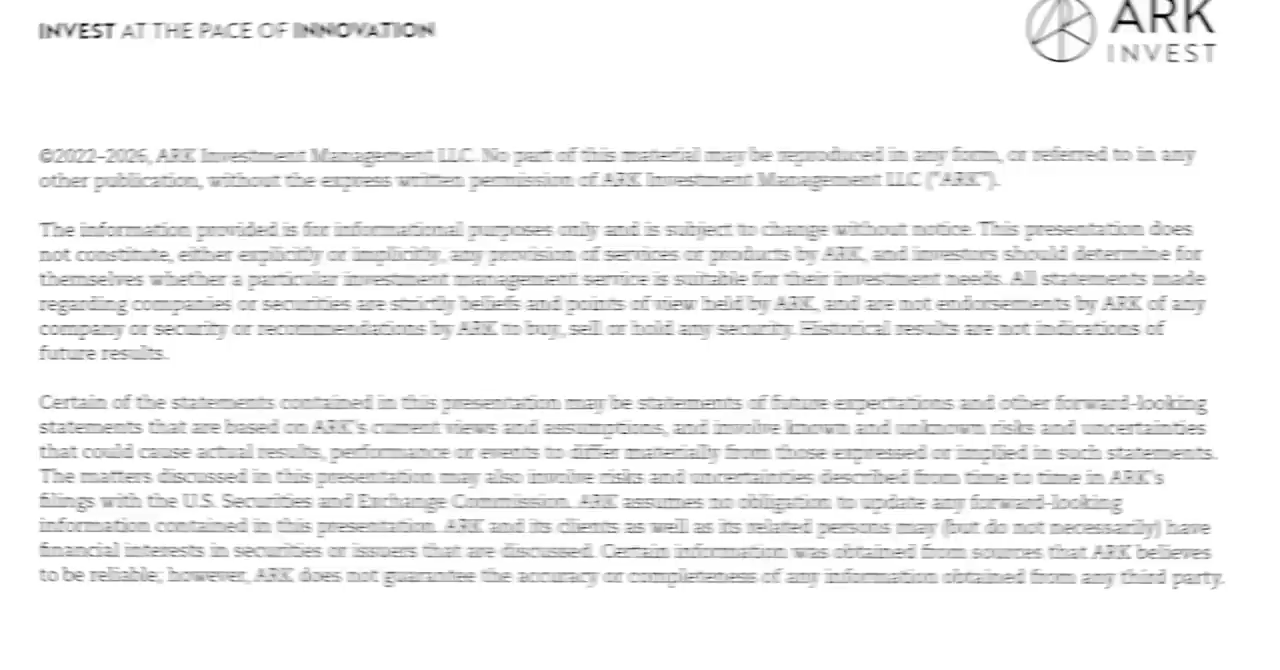 INVEST AT THE PACE OF INNOVATION
ARK
INVEST
©2022–2026, ARK Investment Management LLC. No part of this material may be reproduced in any form, or referred to in any
other publication, without the express written permission of ARK Investment Management LLC ("ARK").
The information provided is for informational purposes only and is subject to change without notice. This presentation does
not constitute, either explicitly or implicitly, any provision of services or products by ARK, and investors should determine for
themselves whether a particular investment management service is suitable for their investment needs. All statements made
regarding companies or securities are strictly beliefs and points of view held by ARK, and are not endorsements by ARK of any
company or security or recommendations by ARK to buy, sell or hold any security. Historical results are not indications of
future results.
Certain of the statements contained in this presentation may be statements of future expectations and other forward-looking
statements that are based on ARK's current views and assumptions, and involve known and unknown risks and uncertainties
that could cause actual results, performance or events to differ materially from those expressed or implied in such statements.
The matters discussed in this presentation may also involve risks and uncertainties described from time to time in ARK's
filings with the U.S. Securities and Exchange Commission. ARK assumes no obligation to update any forward-looking
information contained in this presentation. ARK and its clients as well as its related persons may (but do not necessarily) have
financial interests in securities or issuers that are discussed. Certain information was obtained from sources that ARK believes
to be reliable; however, ARK does not guarantee the accuracy or completeness of any information obtained from any third party.